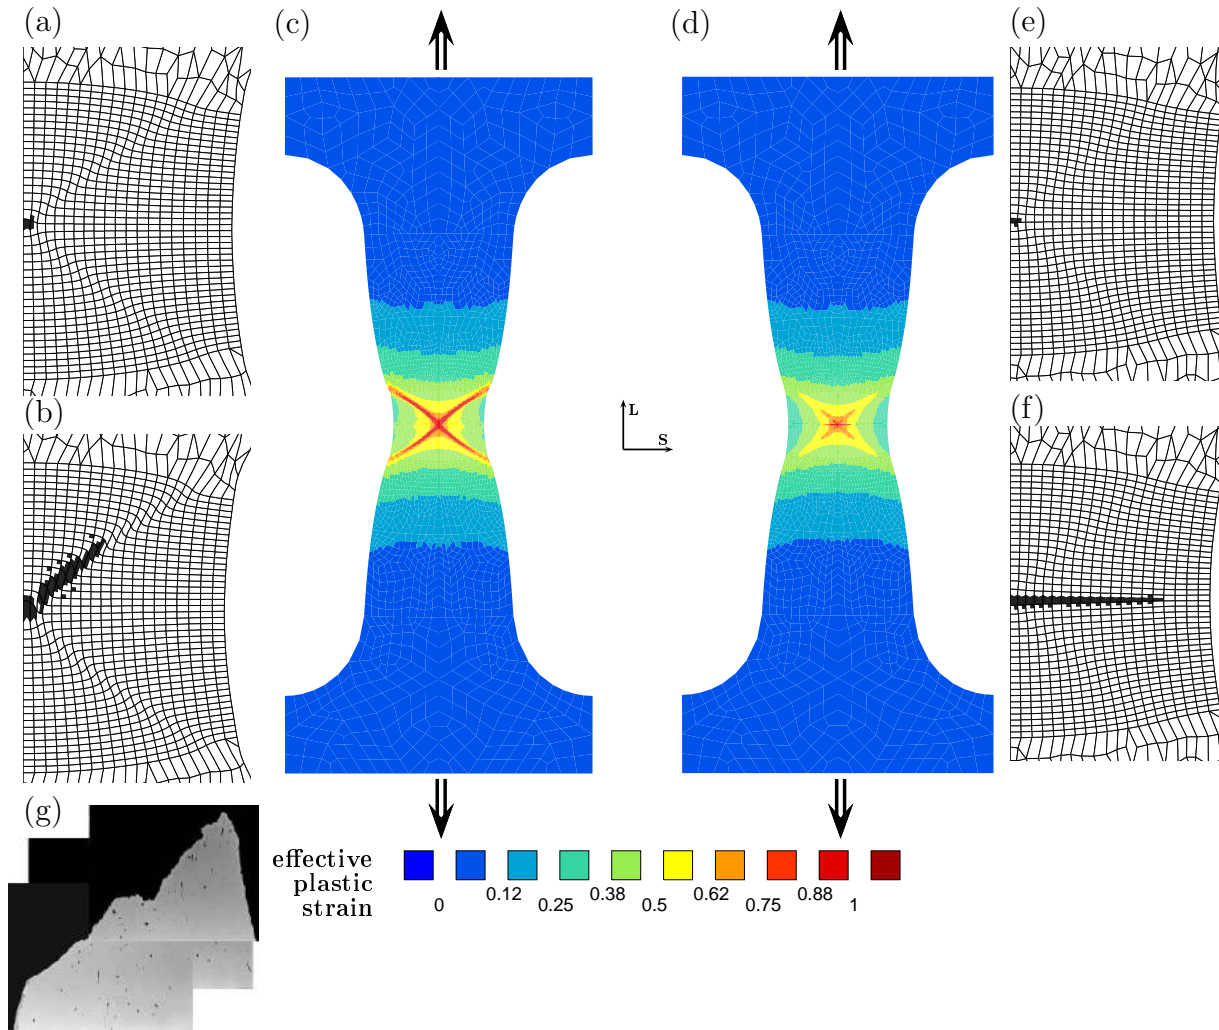 (a)
(c)
(d)
(e)
(b)
L
S
(f)
(g)
effective
plastic
strain
0.12 0.38 0.62 0.88
0 0.25 0.5 0.75 1